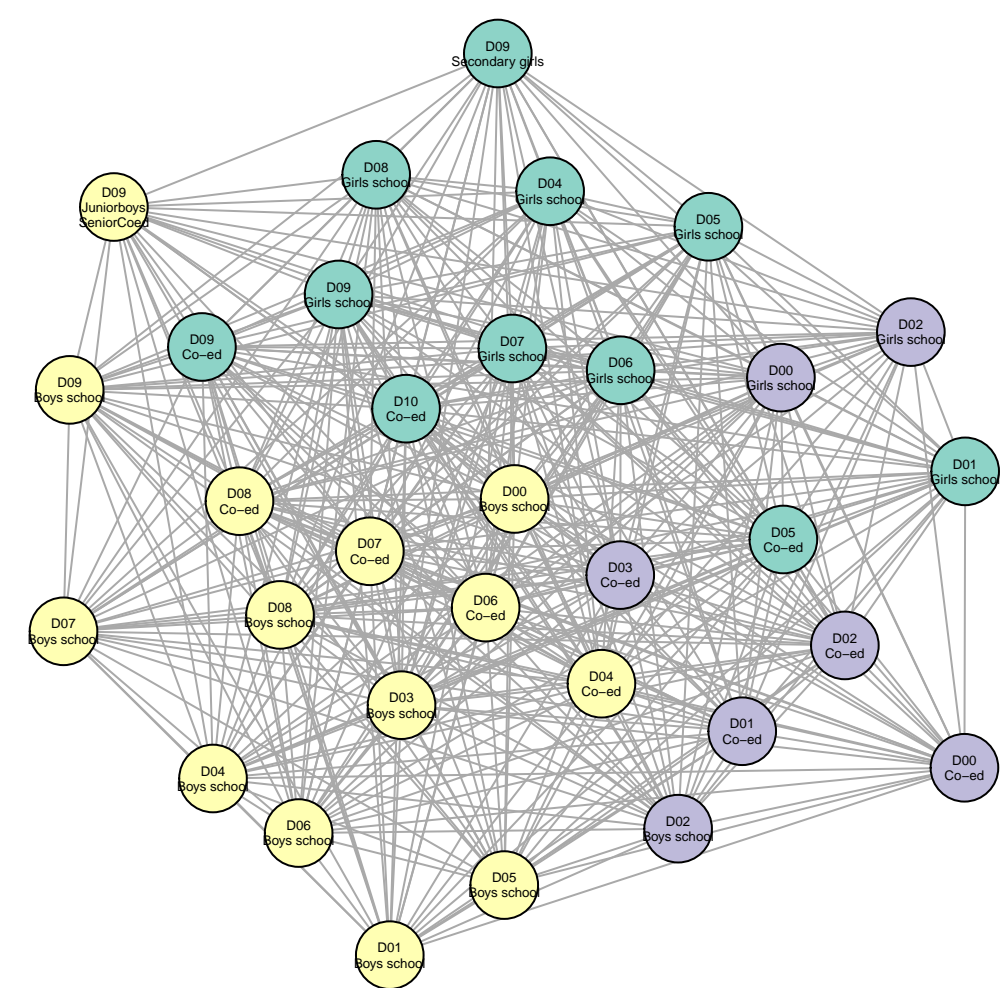 D09
Secondary girls
D08
Girls school
D04
Girls school
D09
Juniorboys
SeniorCoed
D05
Girls school
D09
Girls school
D02
Girls school
D09
Co−ed
D07
Girls school
D06
Girls school
D00
Girls school
D09
Boys school
D10
Co−ed
D01
Girls school
D08
Co−ed
D00
Boys school
D07
Co−ed
D05
Co−ed
D03
Co−ed
D08
Boys school
D06
Co−ed
D07
Boys school
D02
Co−ed
D04
Co−ed
D03
Boys school
D01
Co−ed
D00
Co−ed
D04
Boys school
D06
Boys school
D02
Boys school
D05
Boys school
D01
Boys school